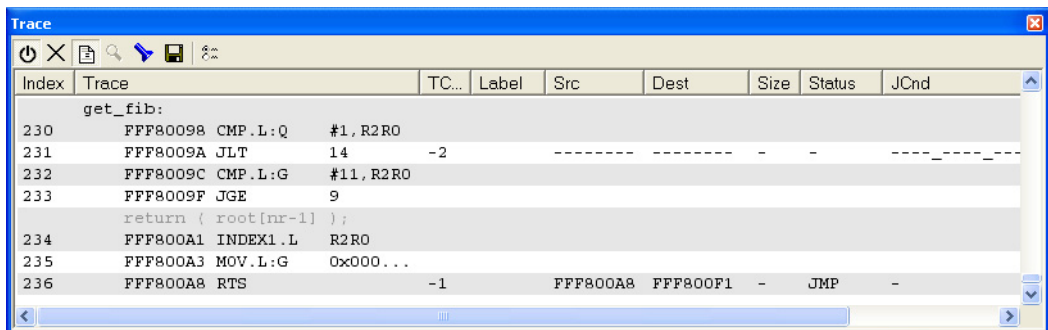 Trace
Index Trace TC... Label Src Dest Size Status JCnd
get_fib:
230 FFF80098 CMP.L:Q #1,R2R0
231 FFF8009A JLT 14 -2 -------- -------- - - ----_----_---
232 FFF8009C CMP.L:G #11,R2R0
233 FFF8009F JGE 9
return ( root[nr-1] );
234 FFF800A1 INDEX1.L R2R0
235 FFF800A3 MOV.L:G 0x000...
236 FFF800A8 RTS -1 FFF800A8 FFF800F1 - JMP -